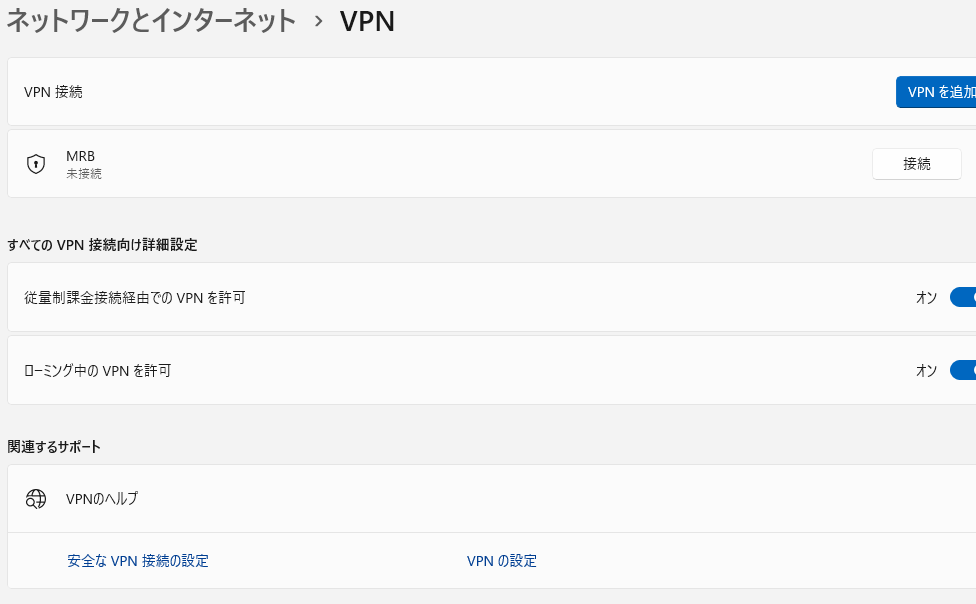 ネットワークとインターネット › VPN
VPN 接続
VPN を追加
MRB
未接続
接続
すべての VPN 接続向け詳細設定
従量制課金接続経由での VPN を許可
オン
ローミング中の VPN を許可
オン
関連するサポート
VPNのヘルプ
安全な VPN 接続の設定
VPN の設定